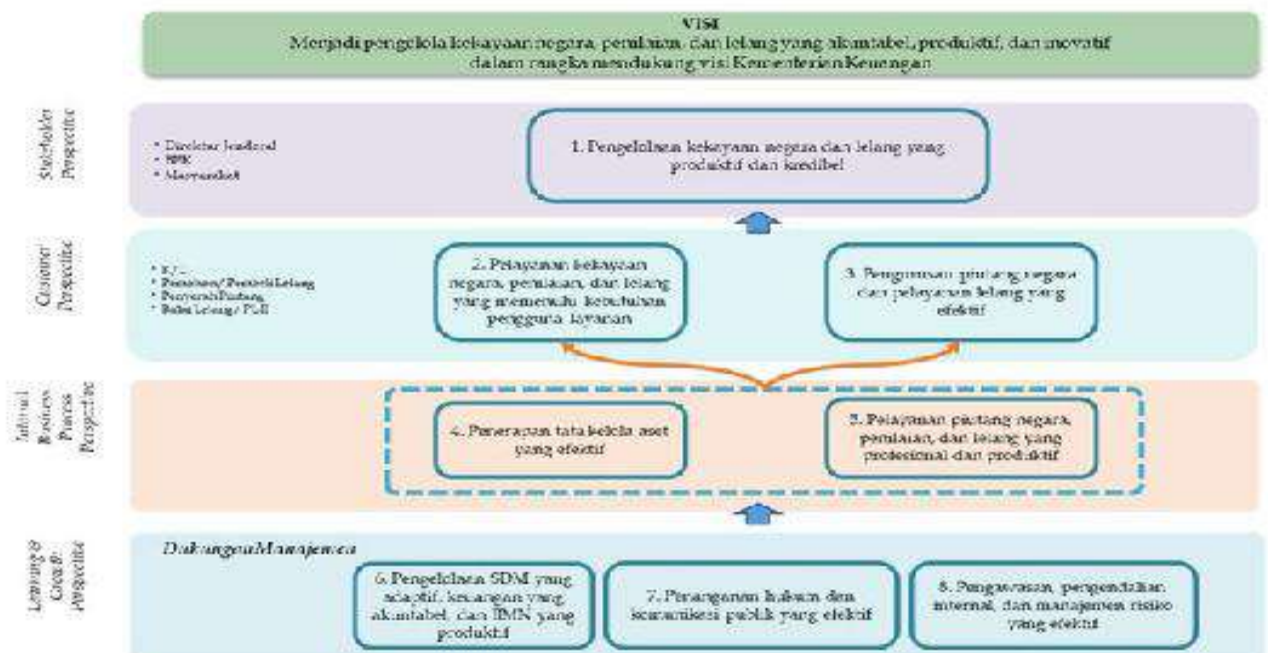 VISI
Menjadi pengelola kekayaan negara, penilaian, dan lelang yang akuntabel, produktif, dan inovatif
dalam rangka mendukung visi Kementerian Keuangan
Stakeholder
Perspective
• Direktur Jenderal
• BPK
• Masyarakat
1. Pengelolaan kekayaan negara dan lelang yang
produktif dan kredibel
Customer
Perspective
• K/L
• Pemohon/ Pembeli Lelang
• Penyerah Piutang
• Balai Lelang/ PL II
2. Pelayanan kekayaan
negara, penilaian, dan lelang
yang memenuhi kebutuhan
pengguna layanan
3. Pengurusan piutang negara
dan pelayanan lelang yang
efektif
Internal
Business
Process
Perspective
4. Penerapan tata kelola aset
yang efektif
5. Pelayanan piutang negara,
penilaian, dan lelang yang
profesional dan produktif
Learning &
Growth
Perspective
Dukungan Manajemen
6. Pengelolaan SDM yang
adaptif, keuangan yang
akuntabel, dan BMN yang
produktif
7. Penanganan hukum dan
komunikasi publik yang efektif
8. Pengawasan, pengendalian
internal, dan manajemen risiko
yang efektif